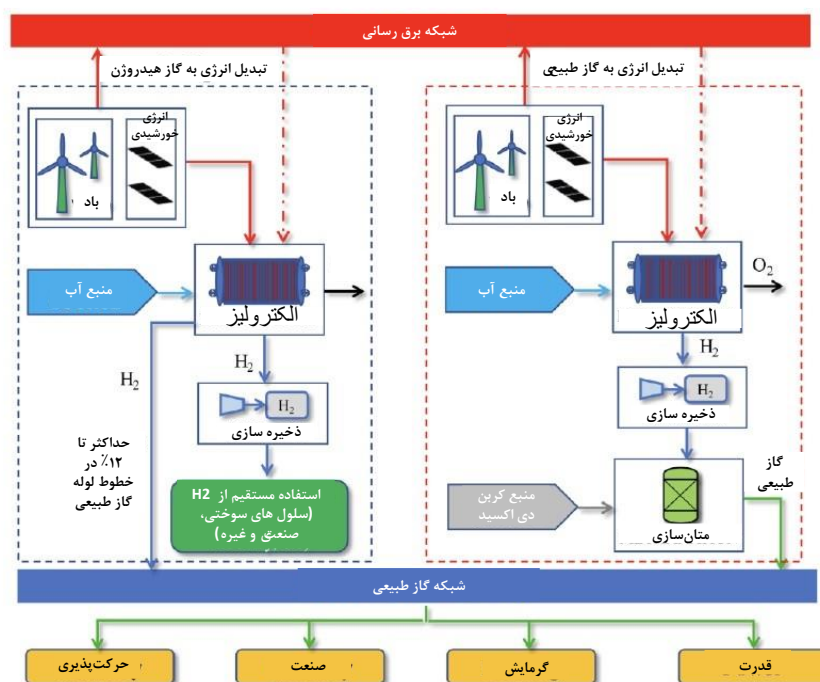 شبکه برق رسانی
تبدیل انرژی به گاز طبیعی
تبدیل انرژی به گاز هیدروژن
انرژی
خورشیدی
باد
منبع آب
الکترولیز
O2
H2
H2
ذخیره سازی
منبع کربن
دی اکسید
متان‌سازی
گاز
طبیعی
انرژی
خورشیدی
باد
منبع آب
الکترولیز
H2
H2
H2
ذخیره سازی
حداکثر تا
۱۲٪ در
خطوط لوله
گاز طبیعی
استفاده مستقیم از H2
(سلول های سوختی،
و غیره)
شبکه گاز طبیعی
قدرت
گرمایش
صنعت
حرکت‌پذیری